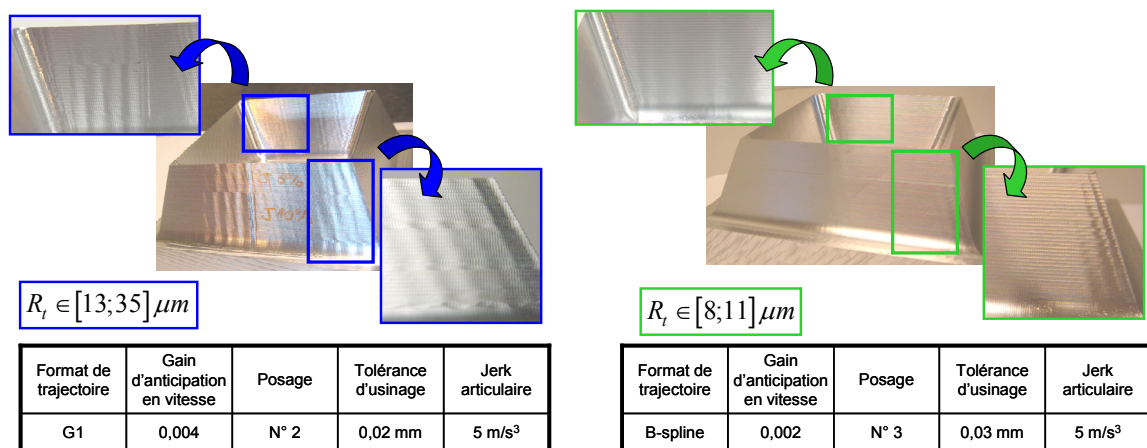 J 5%
J 10%
R_t ∈ [13;35] μm
Format de trajectoire
Gain d'anticipation en vitesse
Posage
Tolérance d'usinage
Jerk articulaire
G1
0,004
N° 2
0,02 mm
5 m/s³
R_t ∈ [8;11] μm
Format de trajectoire
Gain d'anticipation en vitesse
Posage
Tolérance d'usinage
Jerk articulaire
B-spline
0,002
N° 3
0,03 mm
5 m/s³